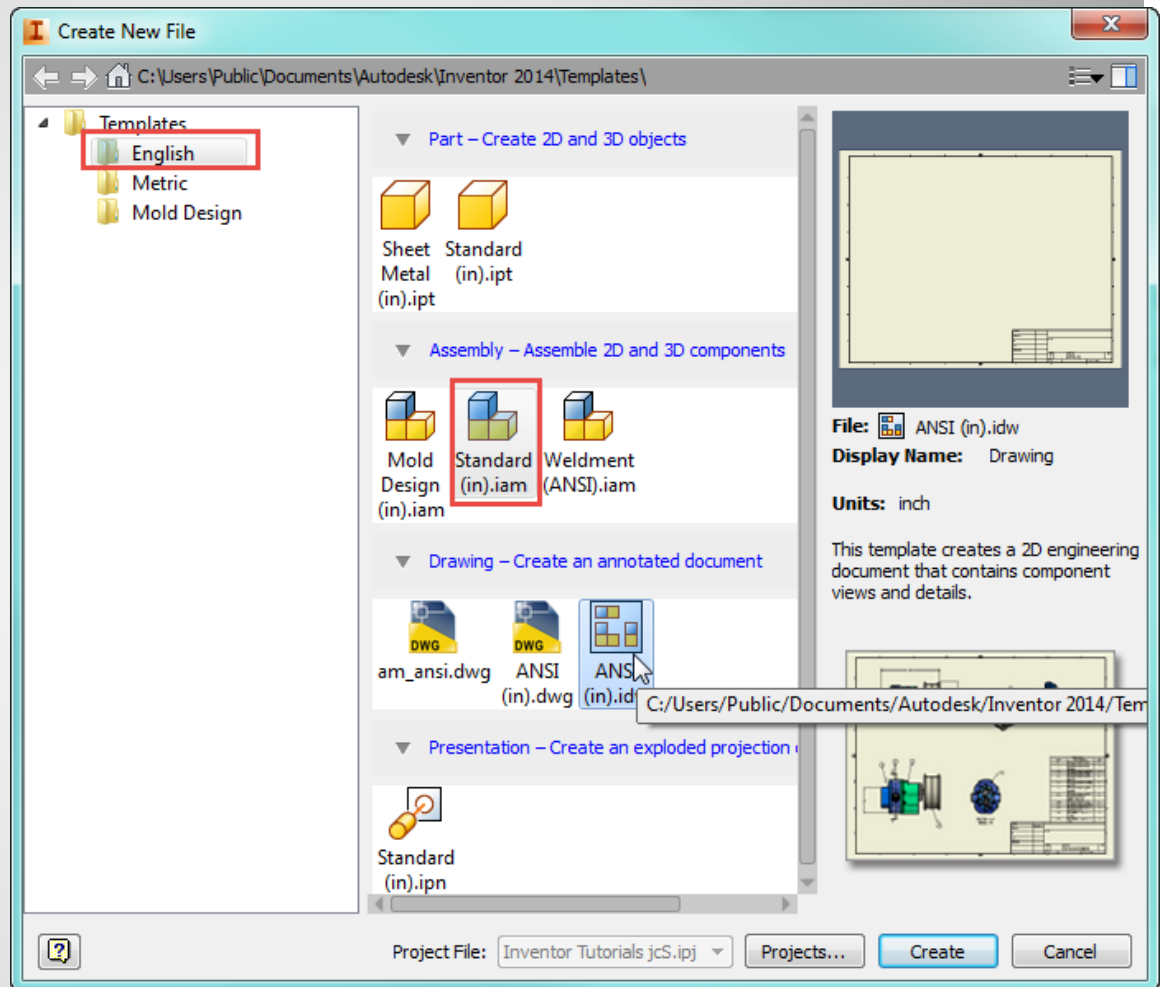 Create New File
C:\Users\Public\Documents\Autodesk\Inventor 2014\Templates\
Templates
English
Metric
Mold Design
Part – Create 2D and 3D objects
Sheet Metal (in).ipt
Standard (in).ipt
Assembly – Assemble 2D and 3D components
Mold Design (in).iam
Standard (in).iam
Weldment (ANSI).iam
Drawing – Create an annotated document
DWG
am_ansi.dwg
DWG
ANSI (in).dwg
ANSI
C:/Users/Public/Documents/Autodesk/Inventor 2014/Tem
Presentation – Create an exploded projection
Standard (in).ipn
File: ANSI (in).idw
Display Name: Drawing
Units: inch
This template creates a 2D engineering
document that contains component
views and details.
Project File: Inventor Tutorials jcS.ipj
Projects...
Create
Cancel